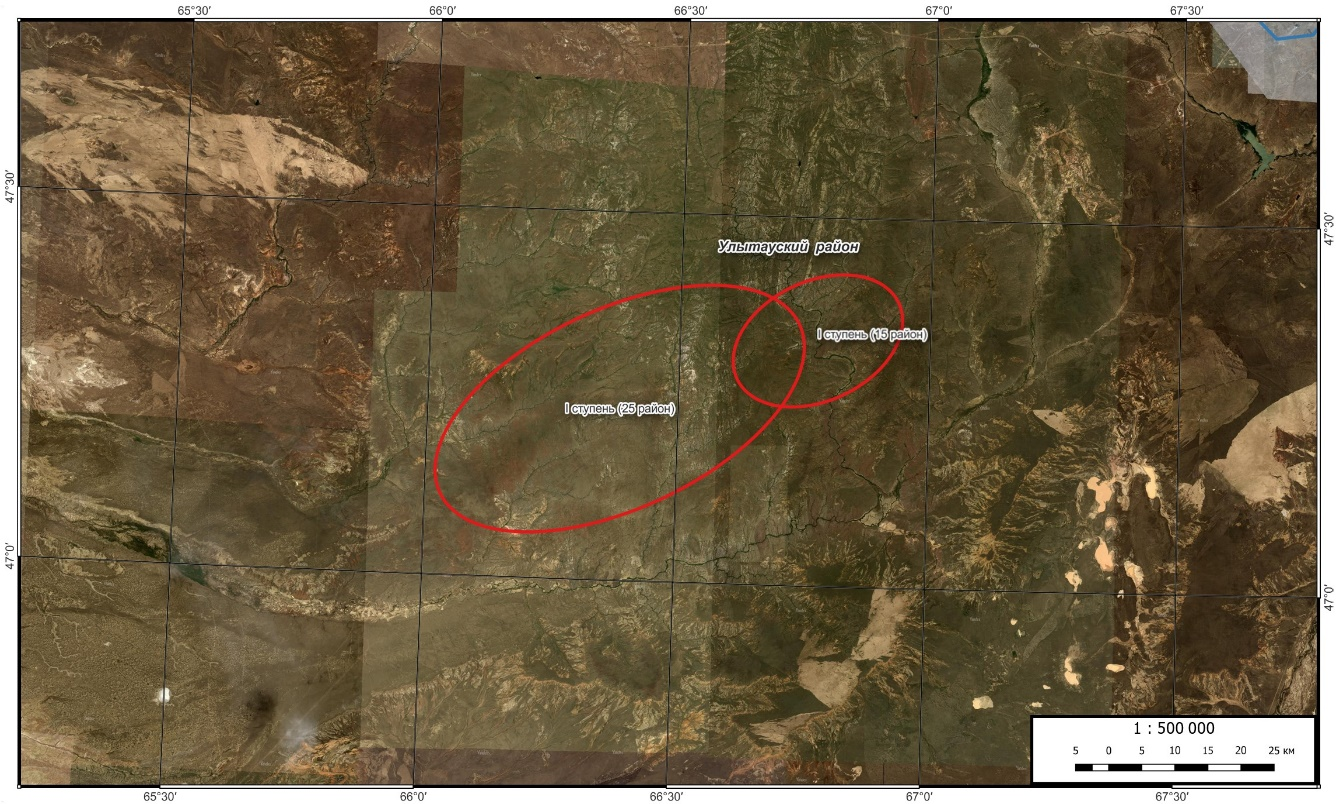 65°30' 66°0' 66°30' 67°0' 67°30'
47°30'
47°30'
Улытауский район
I ступень (15 район)
I ступень (25 район)
47°0'
47°0'
1 : 500 000
5 0 5 10 15 20 25 км
65°30' 66°0' 66°30' 67°0' 67°30'